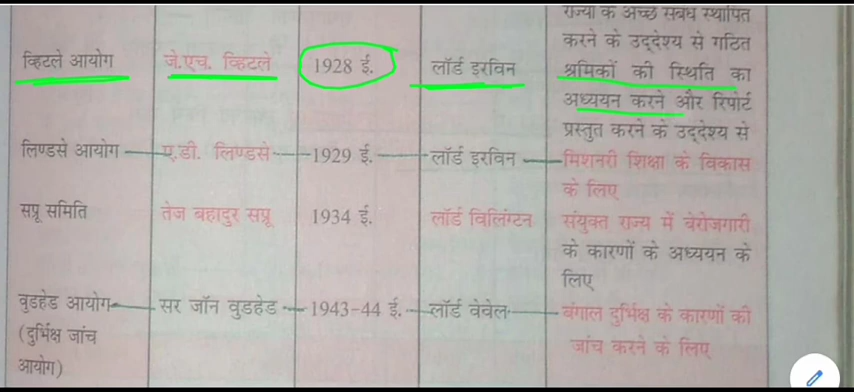 राज्यों के अच्छे संबंध स्थापित
करने के उद्देश्य से गठित
व्हिटले आयोग जे.एच. व्हिटले 1928 ई. लॉर्ड इरविन श्रमिकों की स्थिति का
अध्ययन करने और रिपोर्ट
प्रस्तुत करने के उद्देश्य से
लिण्डसे आयोग ए.डी. लिण्डसे 1929 ई. लॉर्ड इरविन मिशनरी शिक्षा के विकास
के लिए
सप्रू समिति तेज बहादुर सप्रू 1934 ई. लॉर्ड विलिंग्टन संयुक्त राज्य में बेरोजगारी
के कारणों के अध्ययन के
लिए
वुडहेड आयोग सर जॉन वुडहेड 1943-44 ई. लॉर्ड वेवेल बंगाल दुर्भिक्ष के कारणों की
(दुर्भिक्ष जांच जांच करने के लिए
आयोग)